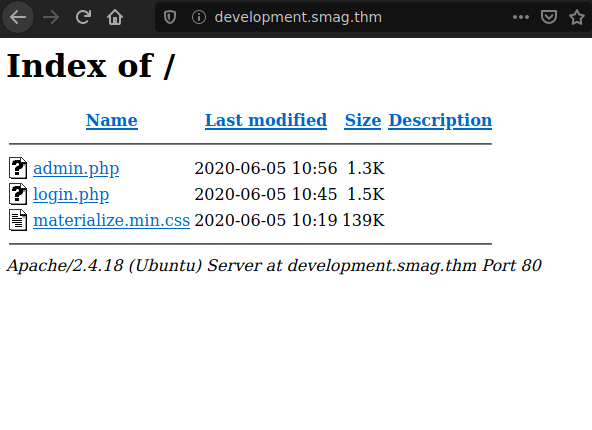 development.smag.thm
Index of /
Name Last modified Size Description
admin.php 2020-06-05 10:56 1.3K
login.php 2020-06-05 10:45 1.5K
materialize.min.css 2020-06-05 10:19 139K
Apache/2.4.18 (Ubuntu) Server at development.smag.thm Port 80